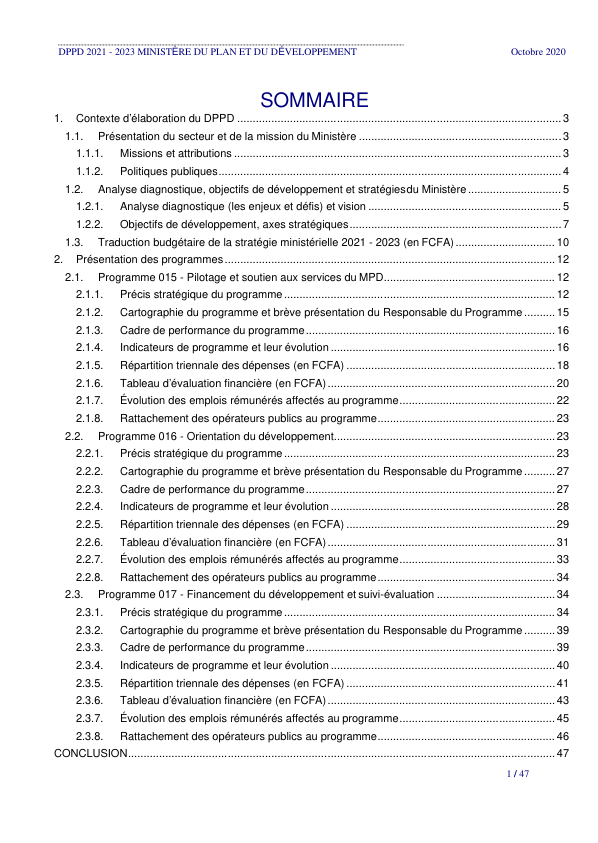 DPPD 2021 - 2023 MINISTÈRE DU PLAN ET DU DÉVELOPPEMENT Octobre 2020
SOMMAIRE
1. Contexte d'élaboration du DPPD ........ 3
1.1. Présentation du secteur et de la mission du Ministère ........ 3
1.1.1. Missions et attributions ........ 3
1.1.2. Politiques publiques ........ 4
1.2. Analyse diagnostique, objectifs de développement et stratégiesdu Ministère ........ 5
1.2.1. Analyse diagnostique (les enjeux et défis) et vision ........ 5
1.2.2. Objectifs de développement, axes stratégiques ........ 7
1.3. Traduction budgétaire de la stratégie ministérielle 2021 - 2023 (en FCFA) ........ 10
2. Présentation des programmes ........ 12
2.1. Programme 015 - Pilotage et soutien aux services du MPD ........ 12
2.1.1. Précis stratégique du programme ........ 12
2.1.2. Cartographie du programme et brève présentation du Responsable du Programme ........ 15
2.1.3. Cadre de performance du programme ........ 16
2.1.4. Indicateurs de programme et leur évolution ........ 16
2.1.5. Répartition triennale des dépenses (en FCFA) ........ 18
2.1.6. Tableau d'évaluation financière (en FCFA) ........ 20
2.1.7. Évolution des emplois rémunérés affectés au programme ........ 22
2.1.8. Rattachement des opérateurs publics au programme ........ 23
2.2. Programme 016 - Orientation du développement ........ 23
2.2.1. Précis stratégique du programme ........ 23
2.2.2. Cartographie du programme et brève présentation du Responsable du Programme ........ 27
2.2.3. Cadre de performance du programme ........ 27
2.2.4. Indicateurs de programme et leur évolution ........ 28
2.2.5. Répartition triennale des dépenses (en FCFA) ........ 29
2.2.6. Tableau d'évaluation financière (en FCFA) ........ 31
2.2.7. Évolution des emplois rémunérés affectés au programme ........ 33
2.2.8. Rattachement des opérateurs publics au programme ........ 34
2.3. Programme 017 - Financement du développement et suivi-évaluation ........ 34
2.3.1. Précis stratégique du programme ........ 34
2.3.2. Cartographie du programme et brève présentation du Responsable du Programme ........ 39
2.3.3. Cadre de performance du programme ........ 39
2.3.4. Indicateurs de programme et leur évolution ........ 40
2.3.5. Répartition triennale des dépenses (en FCFA) ........ 41
2.3.6. Tableau d'évaluation financière (en FCFA) ........ 43
2.3.7. Évolution des emplois rémunérés affectés au programme ........ 45
2.3.8. Rattachement des opérateurs publics au programme ........ 46
CONCLUSION ........ 47
1 / 47